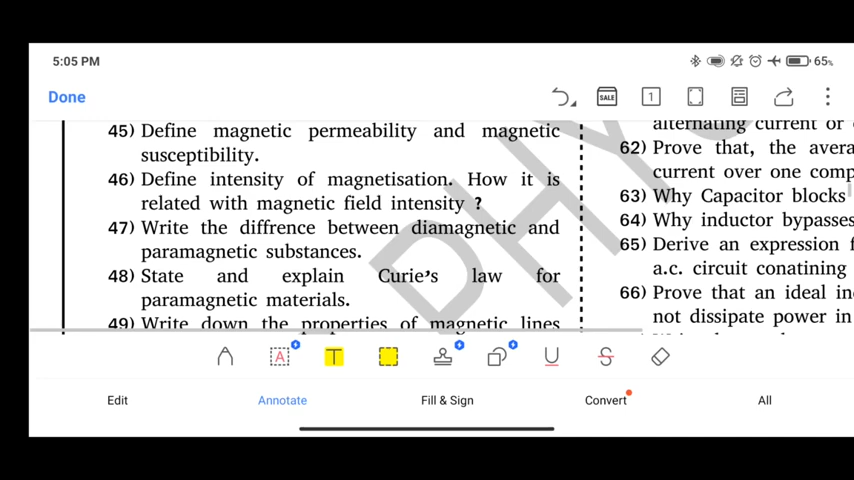 5:05 PM
65%
Done
SALE
1
45) Define magnetic permeability and magnetic
susceptibility.
46) Define intensity of magnetisation. How it is
related with magnetic field intensity ?
47) Write the diffrence between diamagnetic and
paramagnetic substances.
48) State and explain Curie's law for
paramagnetic materials.
49) Write down the properties of magnetic lines
alternating current or
62) Prove that, the avera
current over one comp
63) Why Capacitor blocks
64) Why inductor bypasses
65) Derive an expression f
a.c. circuit conatining
66) Prove that an ideal in
not dissipate power in
A
T
U
S
Edit
Annotate
Fill & Sign
Convert
All